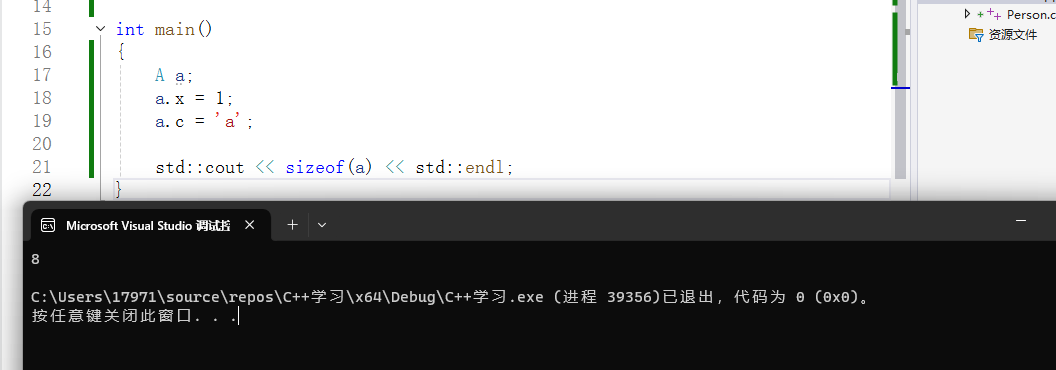 14
15 int main()
16 {
17 A a;
18 a.x = 1;
19 a.c = 'a';
20
21 std::cout << sizeof(a) << std::endl;
22 }
Person.c
资源文件
Microsoft Visual Studio 调试控
8
C:\Users\17971\source\repos\C++学习\x64\Debug\C++学习.exe (进程 39356)已退出，代码为 0 (0x0)。
按任意键关闭此窗口. . .